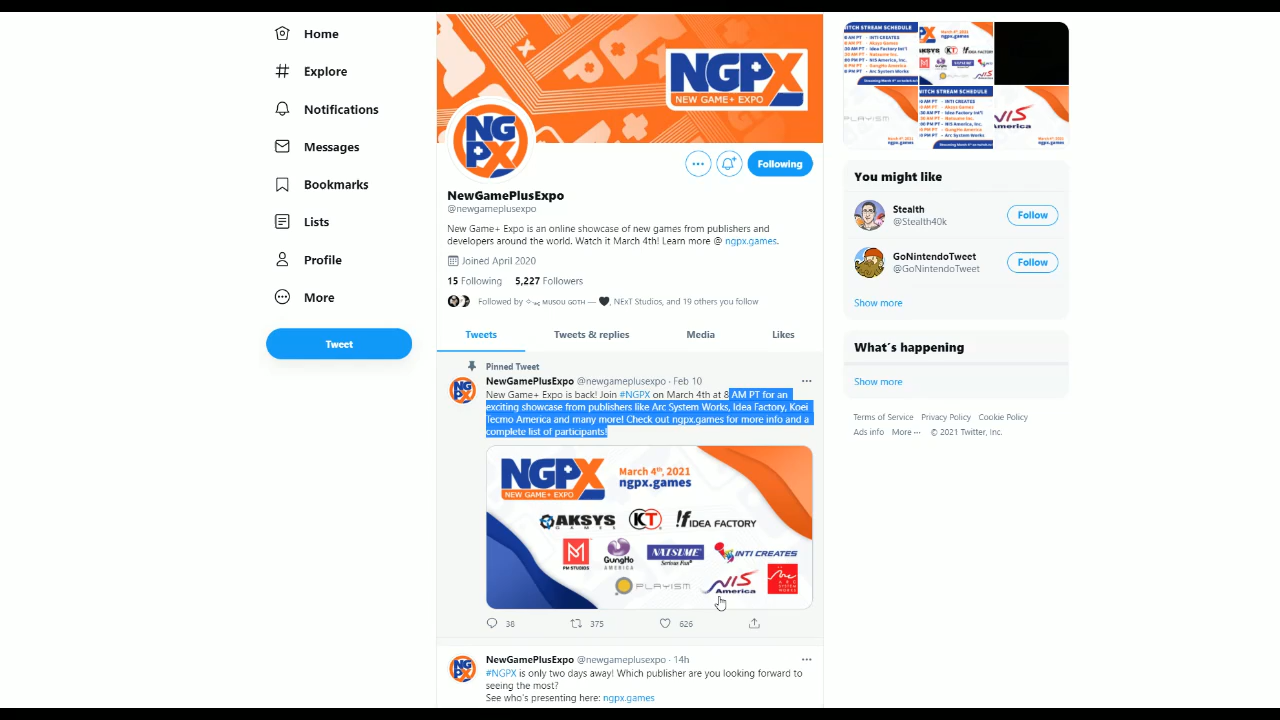 Home
Explore
Notifications
Messages
Bookmarks
Lists
Profile
More
Tweet
NGPX
NEW GAME+ EXPO
NG
PX
Following
NewGamePlusExpo
@newgameplusexpo
New Game+ Expo is an online showcase of new games from publishers and
developers around the world. Watch it March 4th! Learn more @ ngpx.games.
Joined April 2020
15 Following 5,227 Followers
NExT Studios, and 19 others you follow
Tweets Tweets & replies Media Likes
Pinned Tweet
NewGamePlusExpo @newgameplusexpo · Feb 10
New Game+ Expo is back! Join #NGPX on March 4th at 8 AM PT for an
exciting showcase from publishers like Arc System Works, Idea Factory, Koei
Tecmo America and many more! Check out ngpx.games for more info and a
complete list of participants!
NGPX
NEW GAME+ EXPO
March 4th, 2021
ngpx.games
AKSYS
GAMES
KT
IF IDEA FACTORY
PM STUDIOS
GungHo
AMERICA
NATSUME
Serious Fun
INTI CREATES
PLAYISM
NIS
America
ARC
SYSTEM
WORKS
38 375 626
NewGamePlusExpo @newgameplusexpo · 14h
#NGPX is only two days away! Which publisher are you looking forward to
seeing the most?
See who's presenting here: ngpx.games
You might like
Stealth
@Stealth40k
Follow
GoNintendoTweet
@GoNintendoTweet
Follow
Show more
What's happening
Show more
Terms of Service Privacy Policy Cookie Policy
Ads info More ··· © 2021 Twitter, Inc.